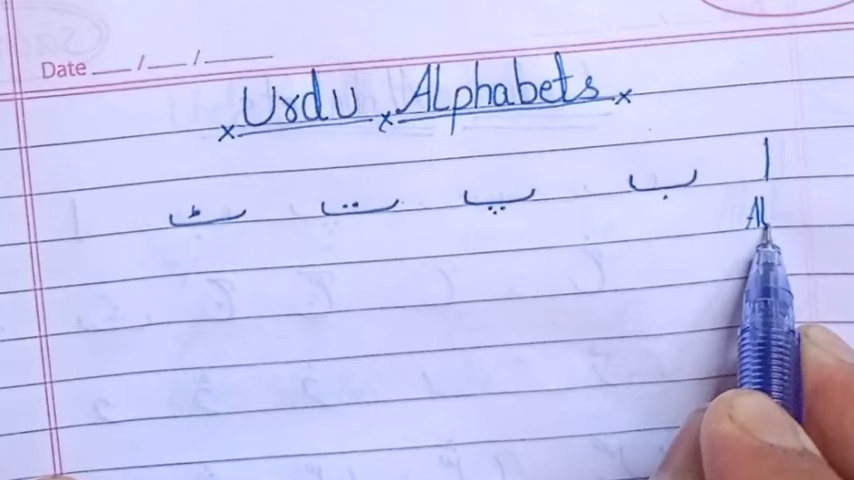 Date __/__/____
Urdu Alphabets
ا ب پ ت ٹ
Al